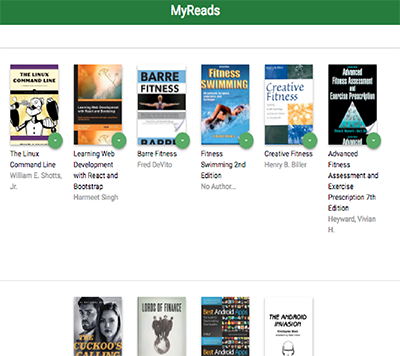 MyReads
THE LINUX
COMMAND LINE
Learning Web Development
with React and Bootstrap
BARRE
FITNESS
BARRE
Fitness
SWIMMING
Creative
Fitness
Advanced
Fitness Assessment
and
Exercise
Prescription
The Linux
Command Line
William E. Shotts,
Jr.
Learning Web
Development
with React and
Bootstrap
Harmeet Singh
Barre Fitness
Fred DeVito
Fitness
Swimming 2nd
Edition
No Author...
Creative Fitness
Henry B. Biller
Advanced
Fitness
Assessment and
Exercise
Prescription 7th
Edition
Heyward, Vivian
H.
THE
CUCKOO'S
CALLING
LORDS OF FINANCE
Best Android Apps
THE ANDROID
INVASION